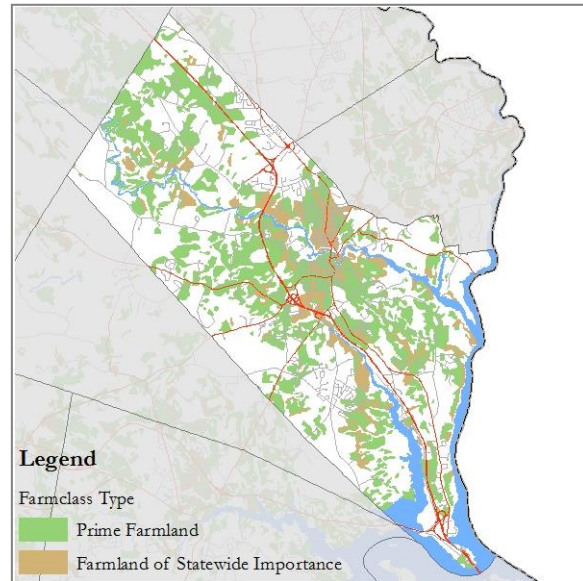 Legend
Farmclass Type
Prime Farmland
Farmland of Statewide Importance